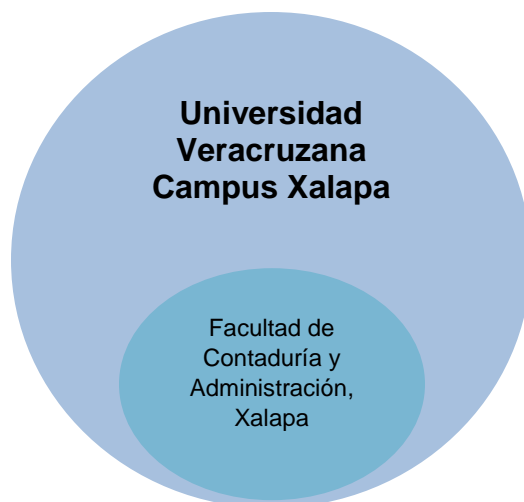 Universidad
Veracruzana
Campus Xalapa
Facultad de
Contaduría y
Administración,
Xalapa